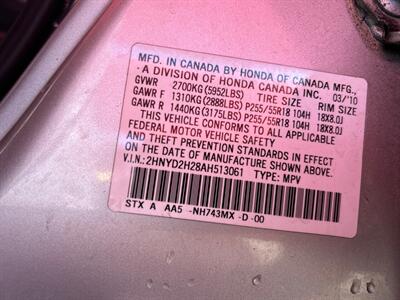 MFD. IN CANADA BY HONDA OF CANADA MFG.,
· A DIVISION OF HONDA CANADA INC. 03/'10
GVWR 2700KG(5952LBS) TIRE SIZE RIM SIZE
GAWR F 1310KG(2888LBS) P255/55R18 104H 18X8.0J
GAWR R 1440KG(3175LBS) P255/55R18 104H 18X8.0J
THIS VEHICLE CONFORMS TO ALL APPLICABLE
FEDERAL MOTOR VEHICLE SAFETY
AND THEFT PREVENTION STANDARDS IN EFFECT
ON THE DATE OF MANUFACTURE SHOWN ABOVE.
V.I.N.: 2HNYD2H28AH513061 TYPE: MPV
STX A AA5 -NH743MX -D -00